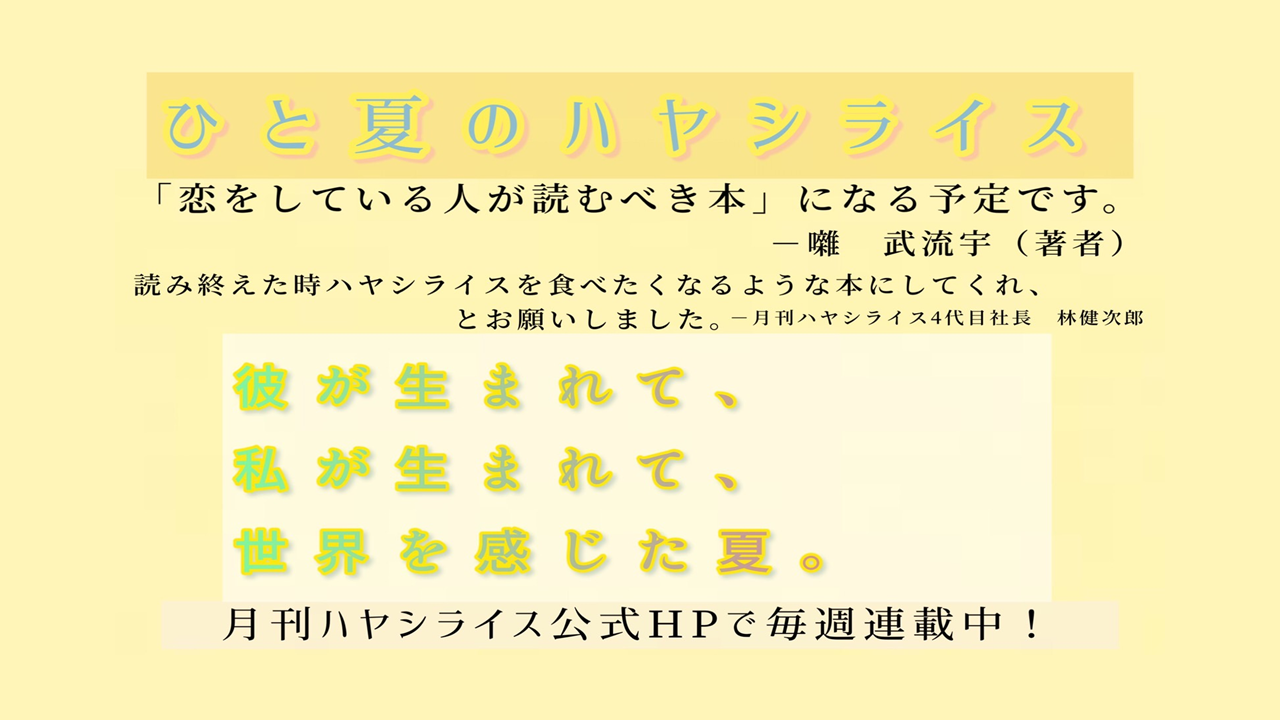 ひと夏のハヤシライス
「恋をしている人が読むべき本」になる予定です。
―囃　武流宇（著者）
読み終えた時ハヤシライスを食べたくなるような本にしてくれ、
とお願いしました。―月刊ハヤシライス4代目社長　林健次郎
彼が生まれて、
私が生まれて、
世界を感じた夏。
月刊ハヤシライス公式HPで毎週連載中！